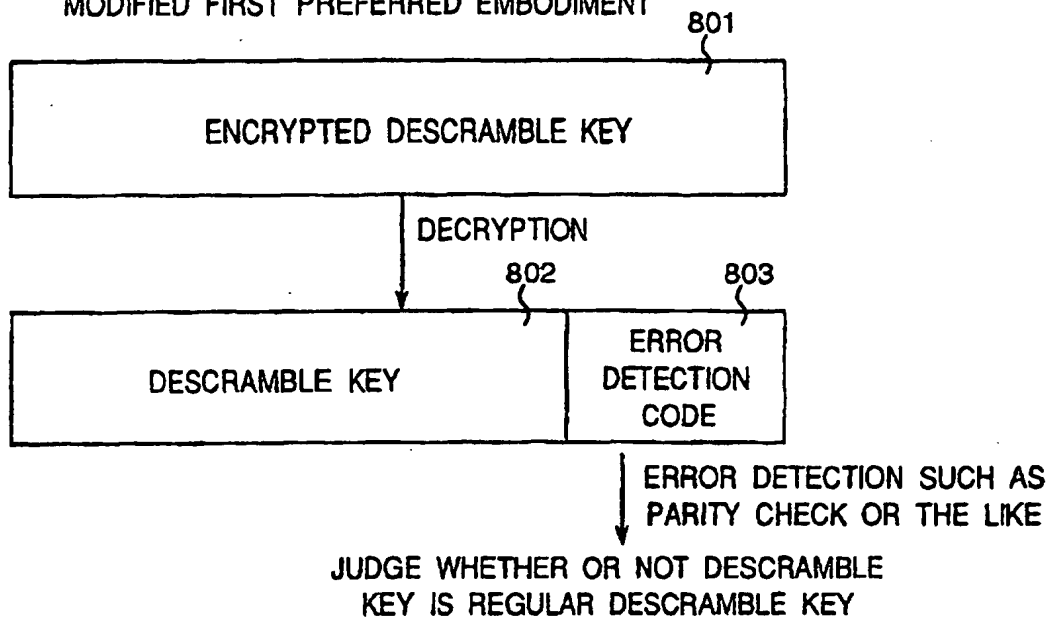 MODIFIED FIRST PREFERRED EMBODIMENT
801
ENCRYPTED DESCRAMBLE KEY
DECRYPTION
802
803
DESCRAMBLE KEY
ERROR
DETECTION
CODE
ERROR DETECTION SUCH AS
PARITY CHECK OR THE LIKE
JUDGE WHETHER OR NOT DESCRAMBLE
KEY IS REGULAR DESCRAMBLE KEY